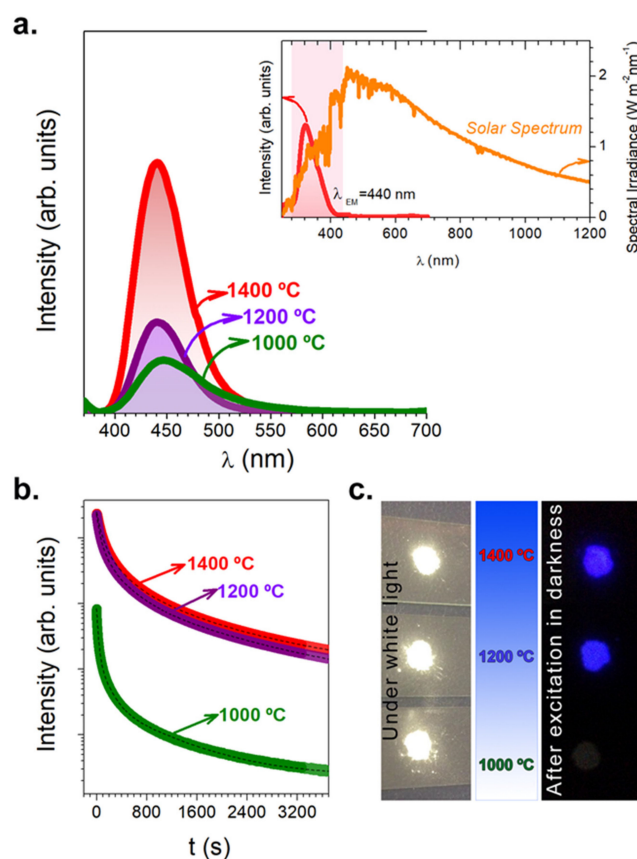 a.
Intensity (arb. units)
1400 ºC
1200 ºC
1000 ºC
400 450 500 550 600 650 700
λ (nm)
Intensity (arb. units)
Solar Spectrum
λ EM=440 nm
2
1
0
Spectral Irradiance (W m-2nm-1)
400 600 800 1000 1200
λ (nm)
b.
Intensity (arb. units)
1400 ºC
1200 ºC
1000 ºC
0 800 1600 2400 3200
t (s)
c.
Under white light
1400 ºC
1200 ºC
1000 ºC
After excitation in darkness